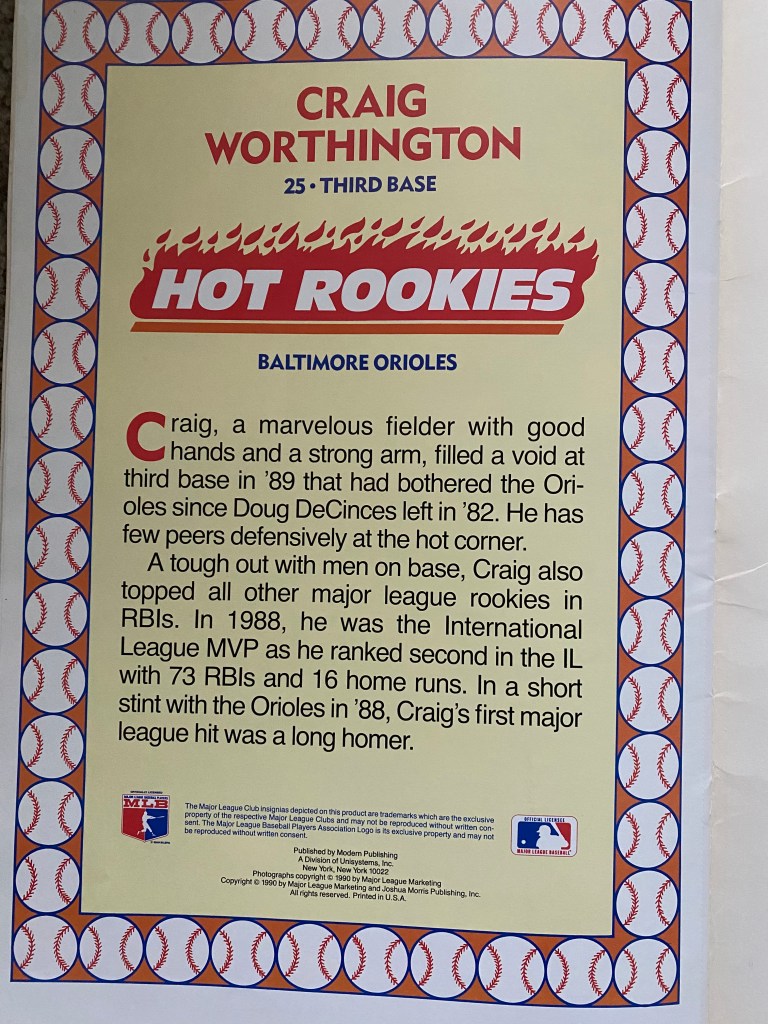 CRAIG
WORTHINGTON
25 • THIRD BASE
HOT ROOKIES
BALTIMORE ORIOLES
Craig, a marvelous fielder with good
hands and a strong arm, filled a void at
third base in '89 that had bothered the Ori-
oles since Doug DeCinces left in '82. He has
few peers defensively at the hot corner.
A tough out with men on base, Craig also
topped all other major league rookies in
RBIs. In 1988, he was the International
League MVP as he ranked second in the IL
with 73 RBIs and 16 home runs. In a short
stint with the Orioles in '88, Craig's first major
league hit was a long homer.
MLB
The Major League Club insignias depicted on this product are trademarks which are the exclusive
property of the respective Major League Clubs and may not be reproduced without written con-
sent. The Major League Baseball Players Association Logo is its exclusive property and may not
be reproduced without written consent.
OFFICIAL LICENSEE
MAJOR LEAGUE BASEBALL
Published by Modern Publishing
A Division of Unisystems, Inc.
New York, New York 10022
Photographs copyright © 1990 by Major League Marketing
Copyright © 1990 by Major League Marketing and Joshua Morris Publishing, Inc.
All rights reserved. Printed in U.S.A.